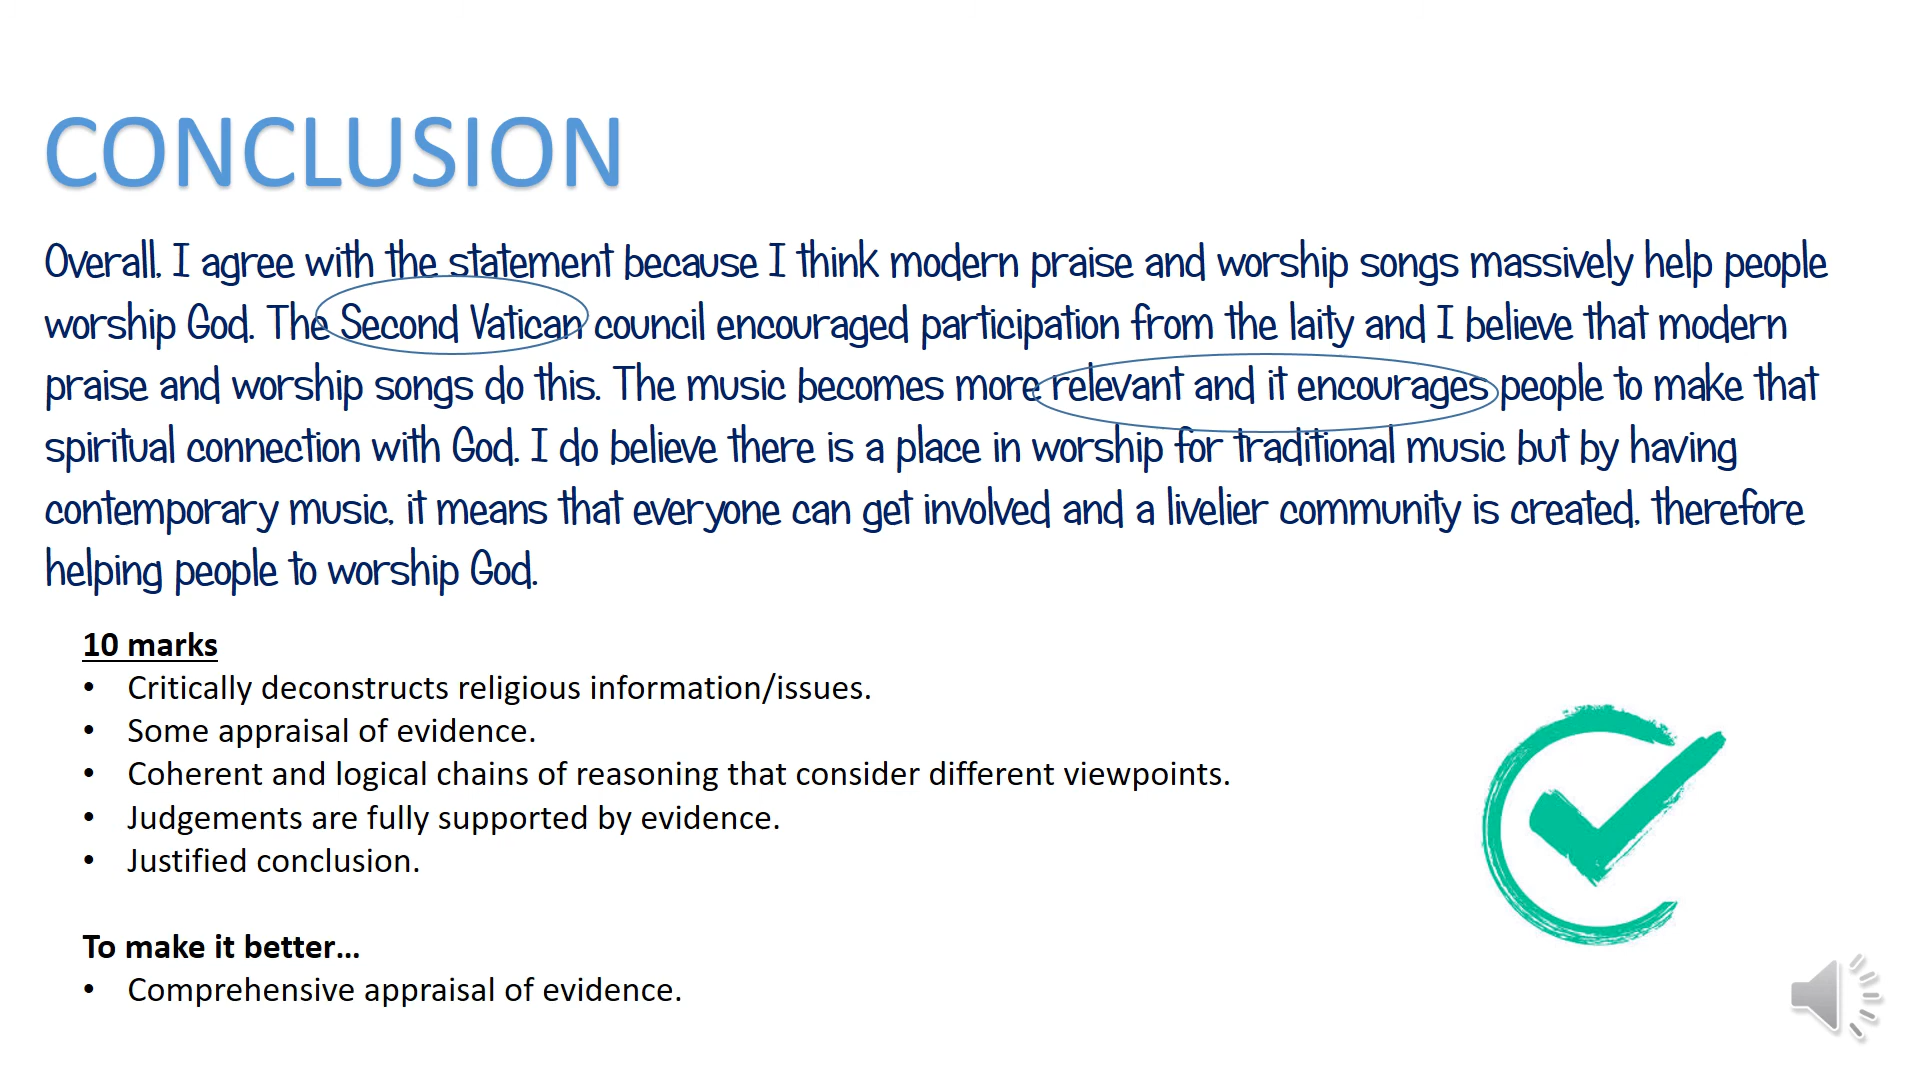 CONCLUSION
Overall, I agree with the statement because I think modern praise and worship songs massively help people
worship God. The Second Vatican council encouraged participation from the laity and I believe that modern
praise and worship songs do this. The music becomes more relevant and it encourages people to make that
spiritual connection with God. I do believe there is a place in worship for traditional music but by having
contemporary music, it means that everyone can get involved and a livelier community is created, therefore
helping people to worship God.
10 marks
• Critically deconstructs religious information/issues.
• Some appraisal of evidence.
• Coherent and logical chains of reasoning that consider different viewpoints.
• Judgements are fully supported by evidence.
• Justified conclusion.
To make it better...
• Comprehensive appraisal of evidence.